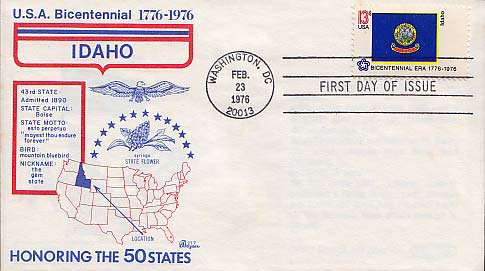 U.S.A. Bicentennial 1776-1976
IDAHO
43rd STATE:
Admitted 1890
STATE CAPITAL:
Boise
STATE MOTTO:
esto perpetua
"mayest thou endure
forever."
BIRD:
mountain bluebird
NICKNAME:
the
gem
state
syringa
STATE FLOWER
LOCATION
HONORING THE 50 STATES
WASHINGTON, DC
FEB.
23
1976
20013
FIRST DAY OF ISSUE
13c
USA
Idaho
BICENTENNIAL ERA 1776-1976